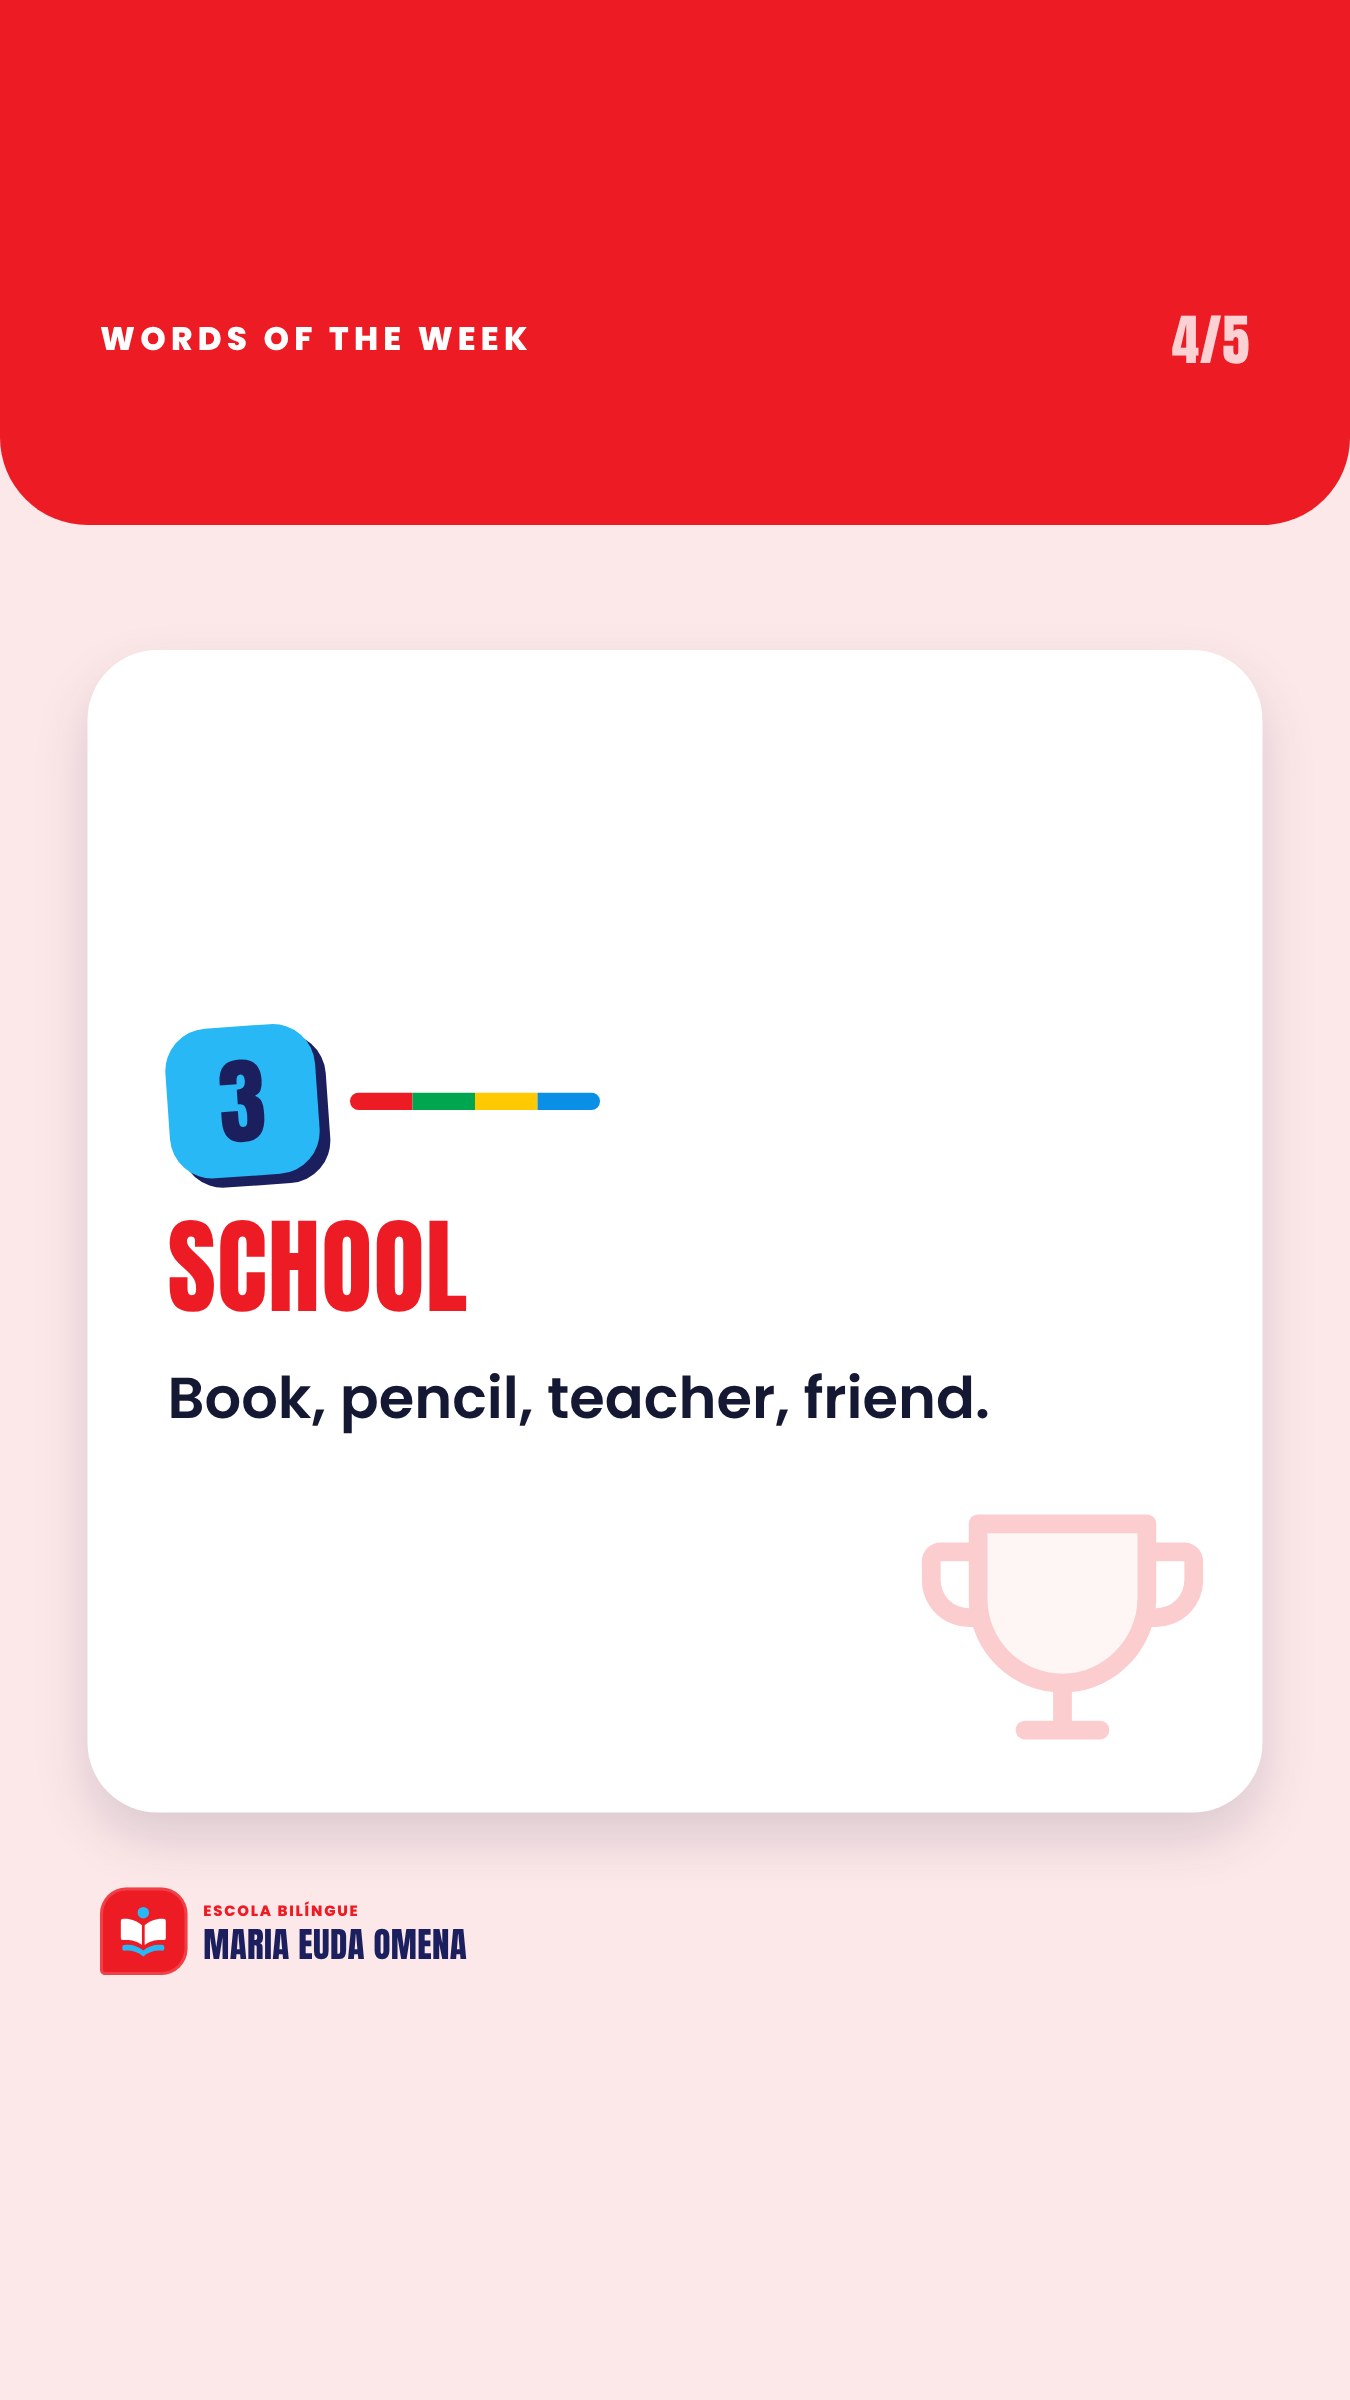 WORDS OF THE WEEK
4/5
3
SCHOOL
Book, pencil, teacher, friend.
ESCOLA BILÍNGUE
MARIA EUDA OMENA